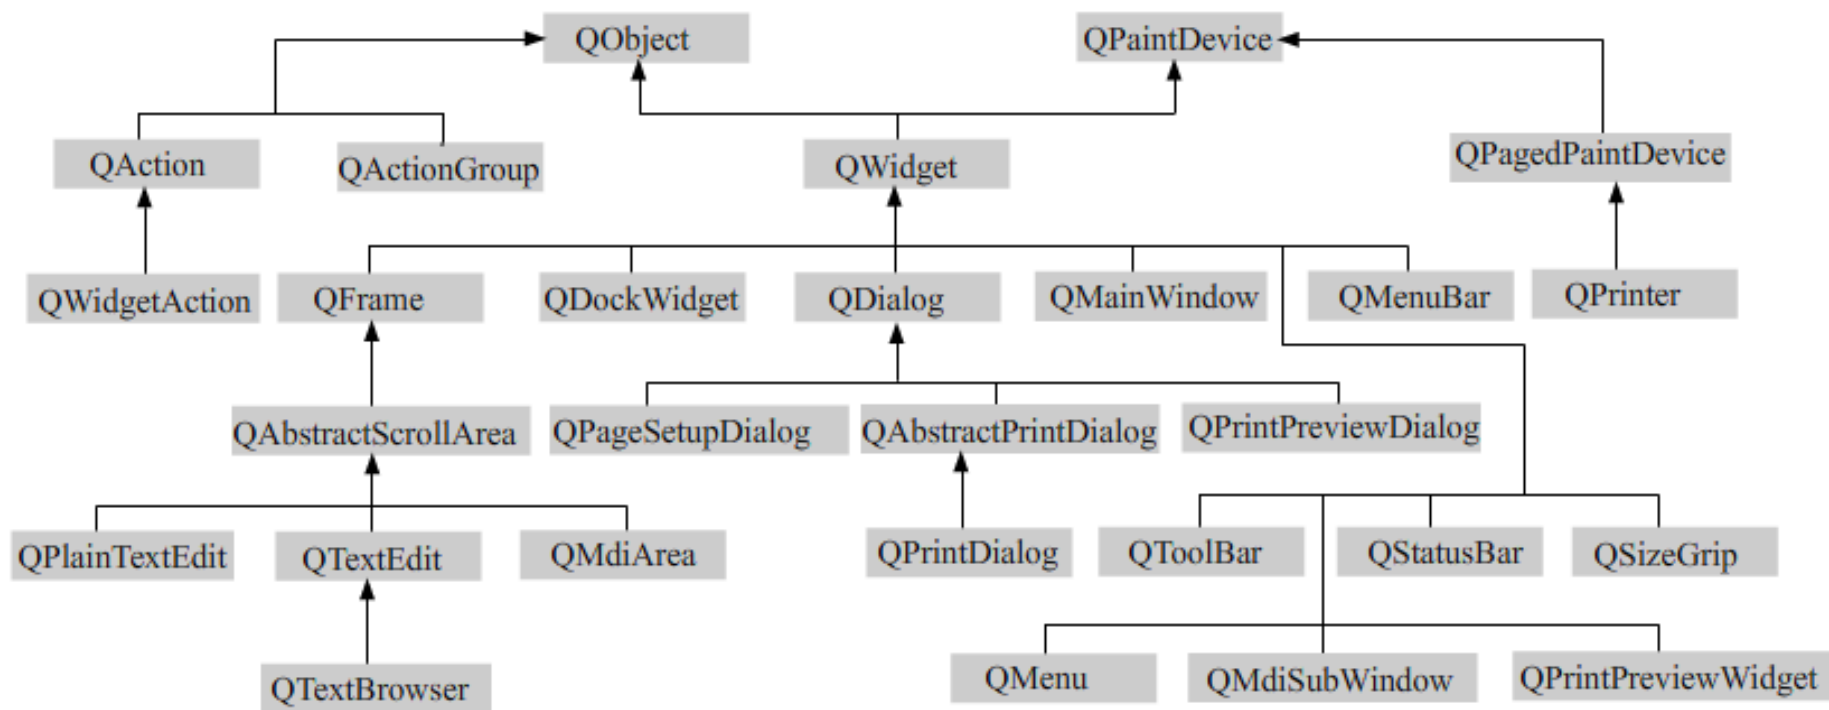 QObject
QPaintDevice
QAction
QActionGroup
QWidget
QPagedPaintDevice
QWidgetAction
QFrame
QDockWidget
QDialog
QMainWindow
QMenuBar
QPrinter
QAbstractScrollArea
QPageSetupDialog
QAbstractPrintDialog
QPrintPreviewDialog
QPlainTextEdit
QTextEdit
QMdiArea
QPrintDialog
QToolBar
QStatusBar
QSizeGrip
QTextBrowser
QMenu
QMdiSubWindow
QPrintPreviewWidget